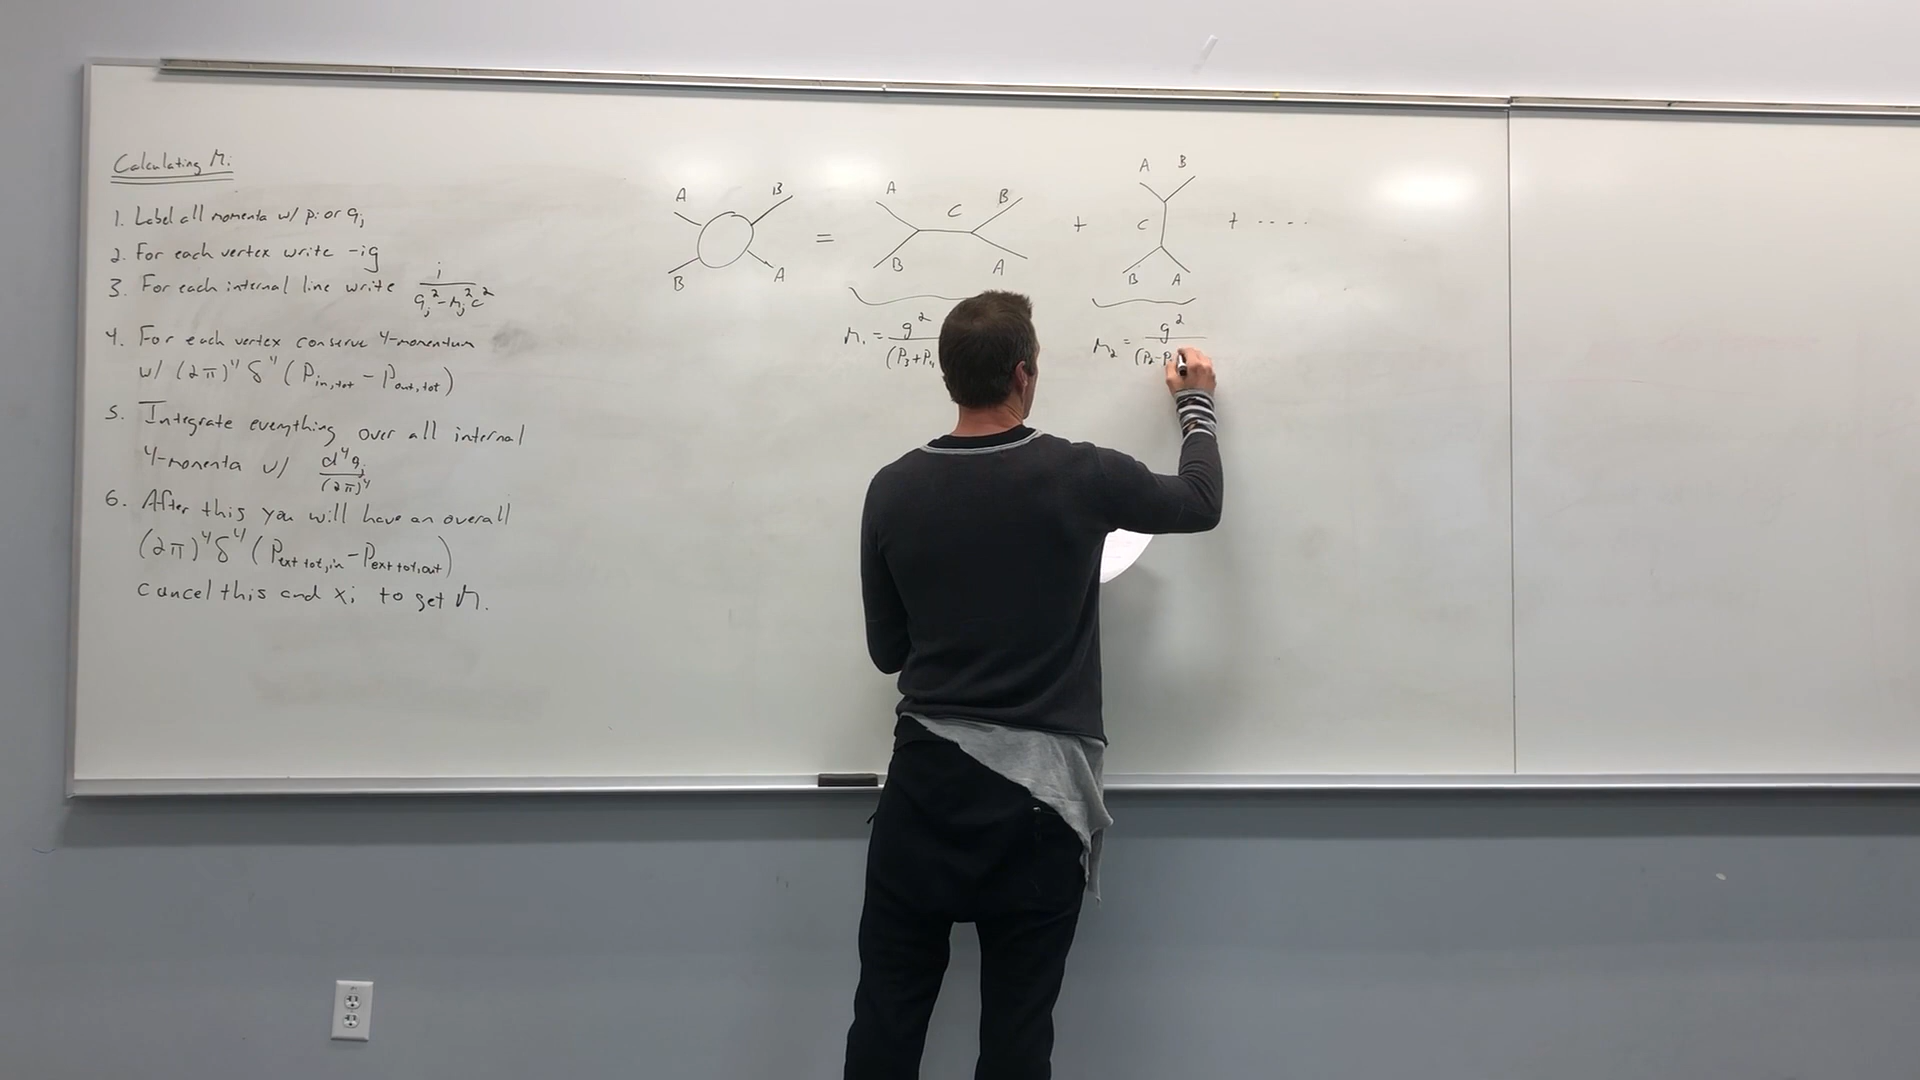 Calculating Mi
1. Label all momenta w/ pi or qj
2. For each vertex write -ig
3. For each internal line write i / (qj² - mj²c²)
4. For each vertex conserve 4-momentum
w/ (2π)⁴ δ⁴ (Pin,tot - Pout,tot)
5. Integrate everything over all internal
4-momenta w/ d⁴qj / (2π)⁴
6. After this you will have an overall
(2π)⁴ δ⁴ (Pext tot,in - Pext tot,out)
cancel this and xi to get M.
A B
B A
=
A C B
B A
+
A B
C
B A
+ ....
M1 = g² / (P3+P4
M2 = g² / (P2-P